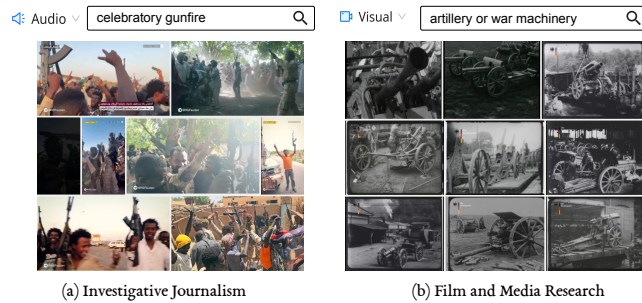 Audio
celebratory gunfire
Visual
artillery or war machinery
(a) Investigative Journalism
(b) Film and Media Research